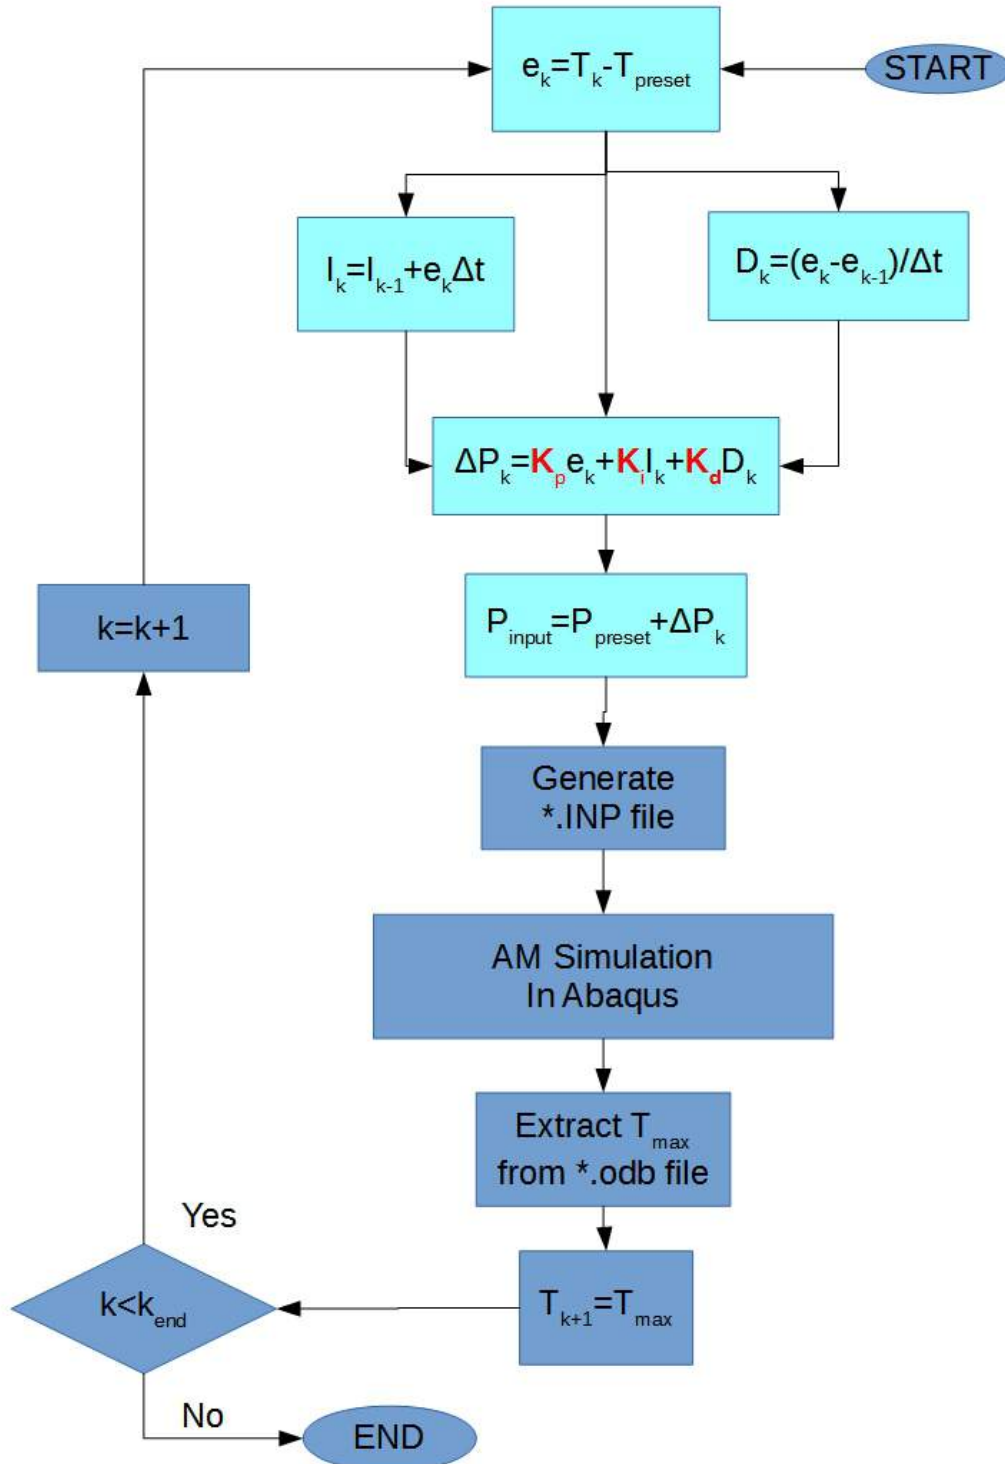 e_k=T_k-T_preset
START
I_k=I_k-1+e_kΔt
D_k=(e_k-e_k-1)/Δt
ΔP_k=K_pe_k+K_iI_k+K_dD_k
k=k+1
P_input=P_preset+ΔP_k
Generate
*.INP file
AM Simulation
In Abaqus
Extract T_max
from *.odb file
Yes
k<k_end
T_k+1=T_max
No
END